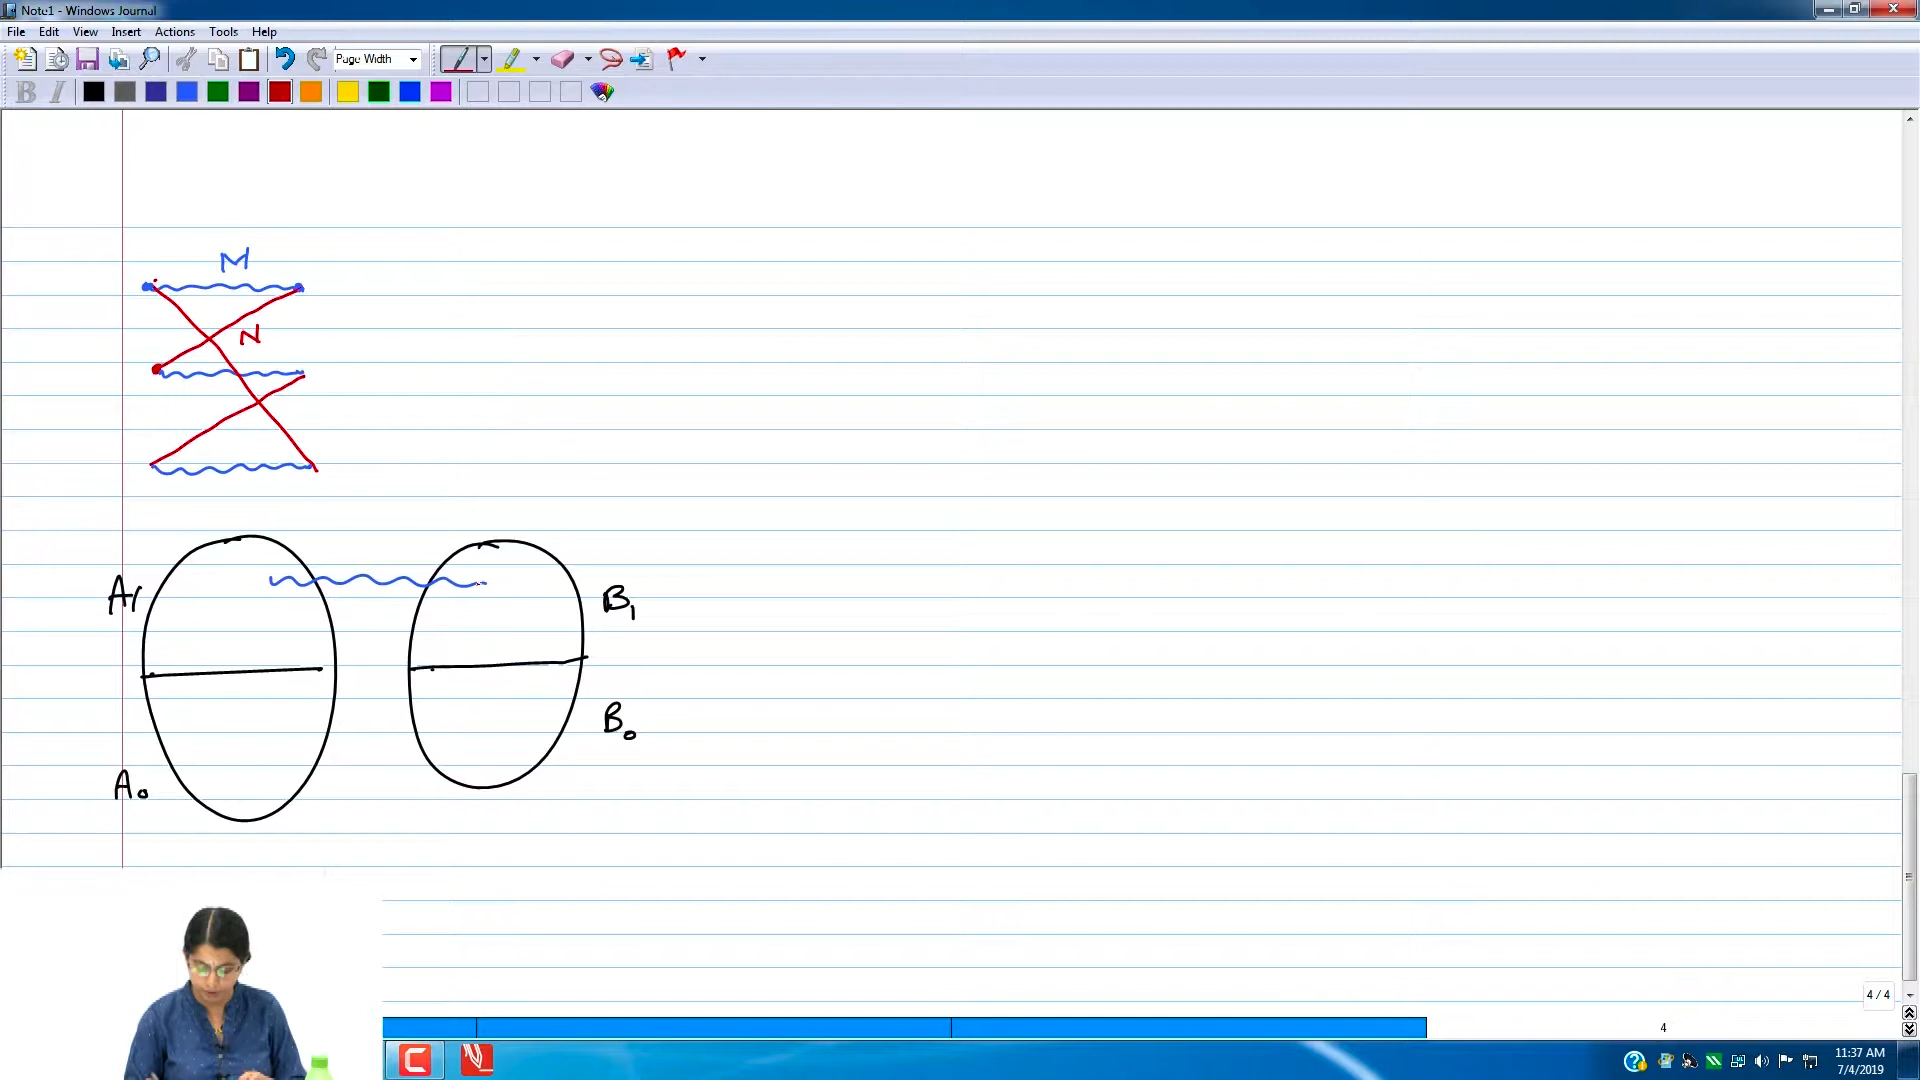 Note1 - Windows Journal
File Edit View Insert Actions Tools Help
Page Width
B I
M
N
A1
B1
B0
A0
4 / 4
4
11:37 AM
7/4/2019